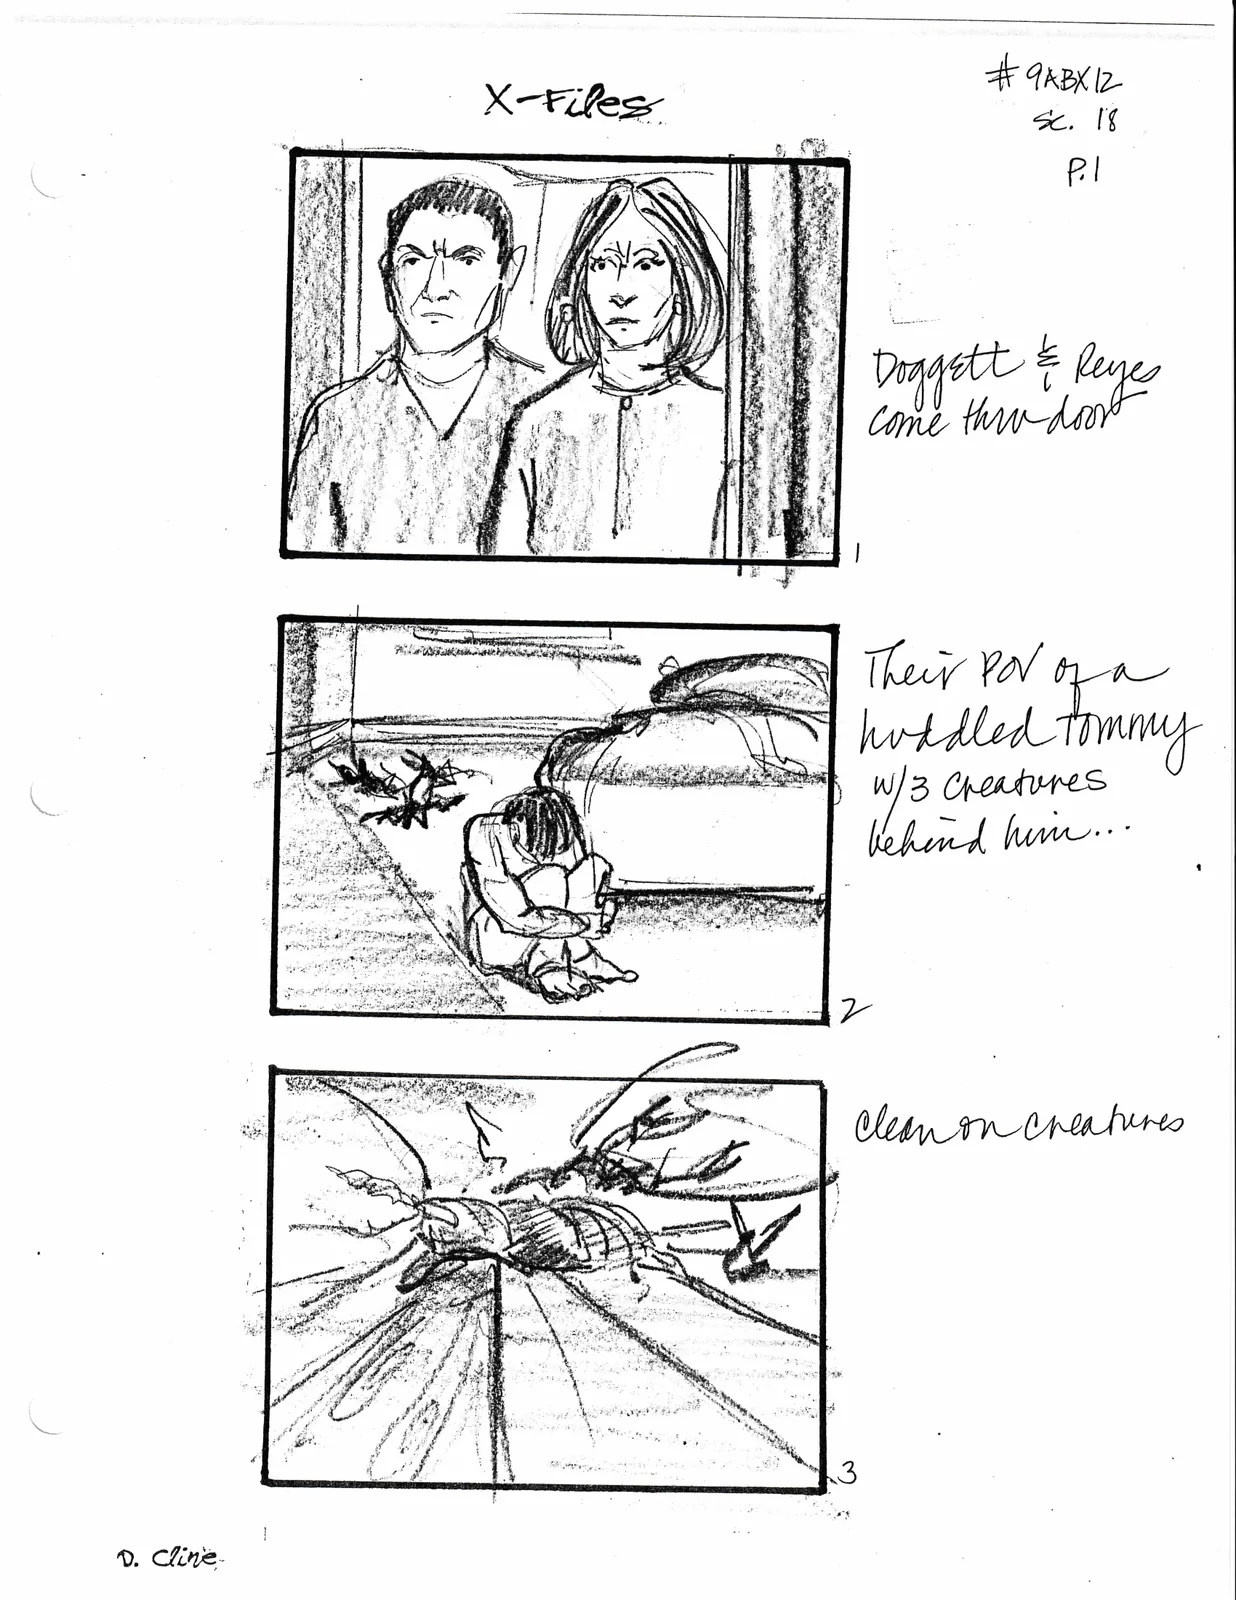 X-Files
# 9ABX12
Sc. 18
P.1
Doggett & Reyes
come thru door
1
Their POV of a
huddled Tommy
w/3 creatures
behind him...
2
Clean on creatures
3
D. Cline